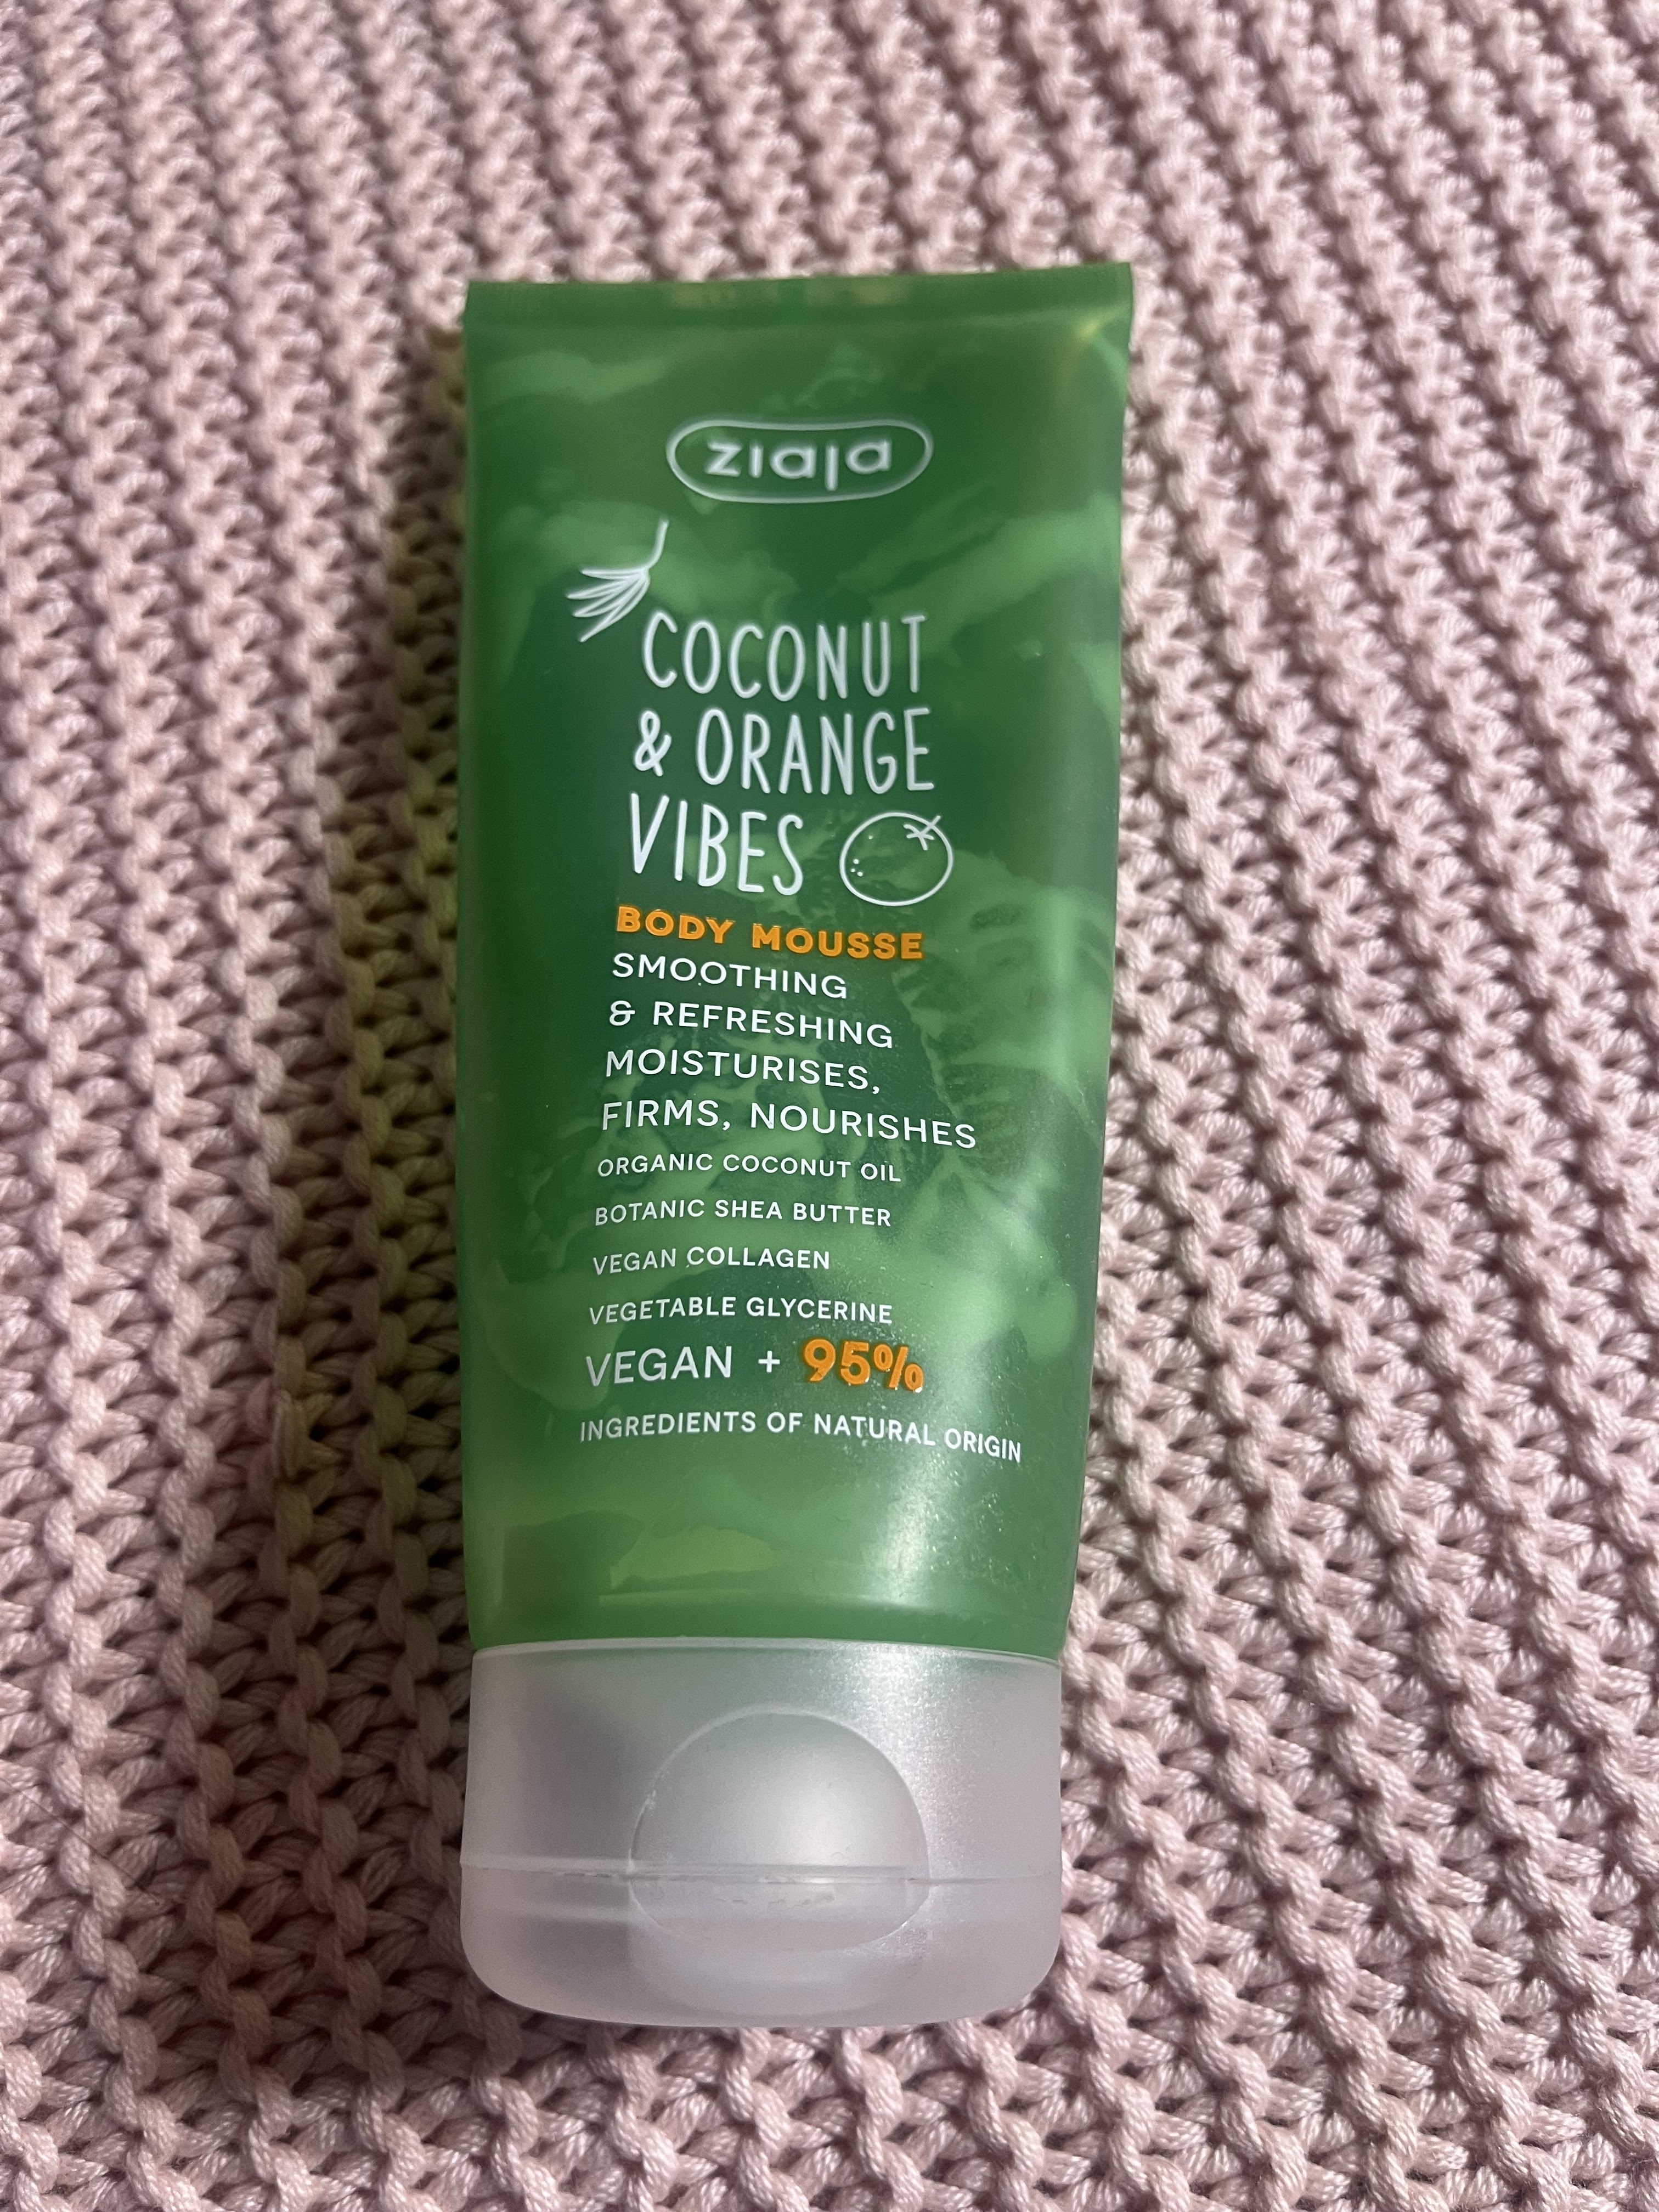 ziaja
COCONUT
& ORANGE
VIBES
BODY MOUSSE
SMOOTHING
& REFRESHING
MOISTURISES,
FIRMS, NOURISHES
ORGANIC COCONUT OIL
BOTANIC SHEA BUTTER
VEGAN COLLAGEN
VEGETABLE GLYCERINE
VEGAN + 95%
INGREDIENTS OF NATURAL ORIGIN